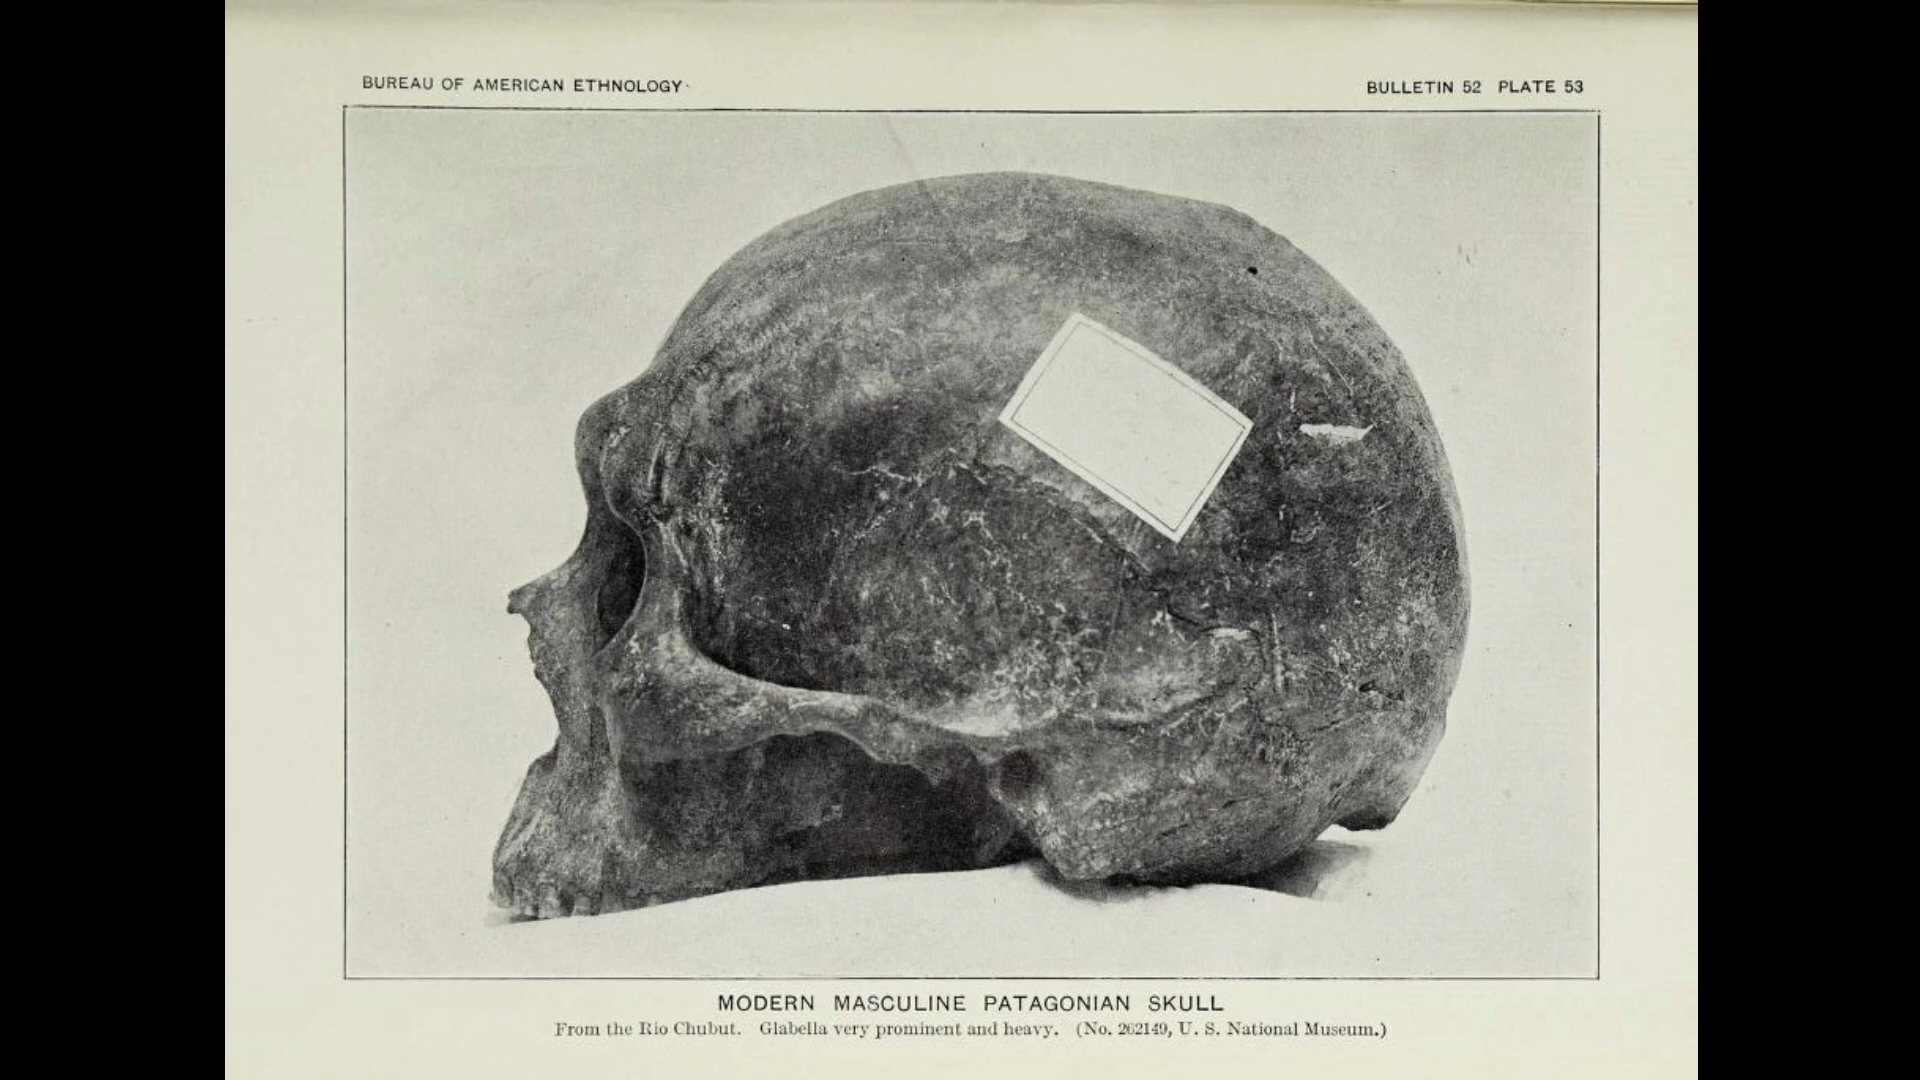 BUREAU OF AMERICAN ETHNOLOGY
BULLETIN 52 PLATE 53
MODERN MASCULINE PATAGONIAN SKULL
From the Rio Chubut. Glabella very prominent and heavy. (No. 262149, U. S. National Museum.)